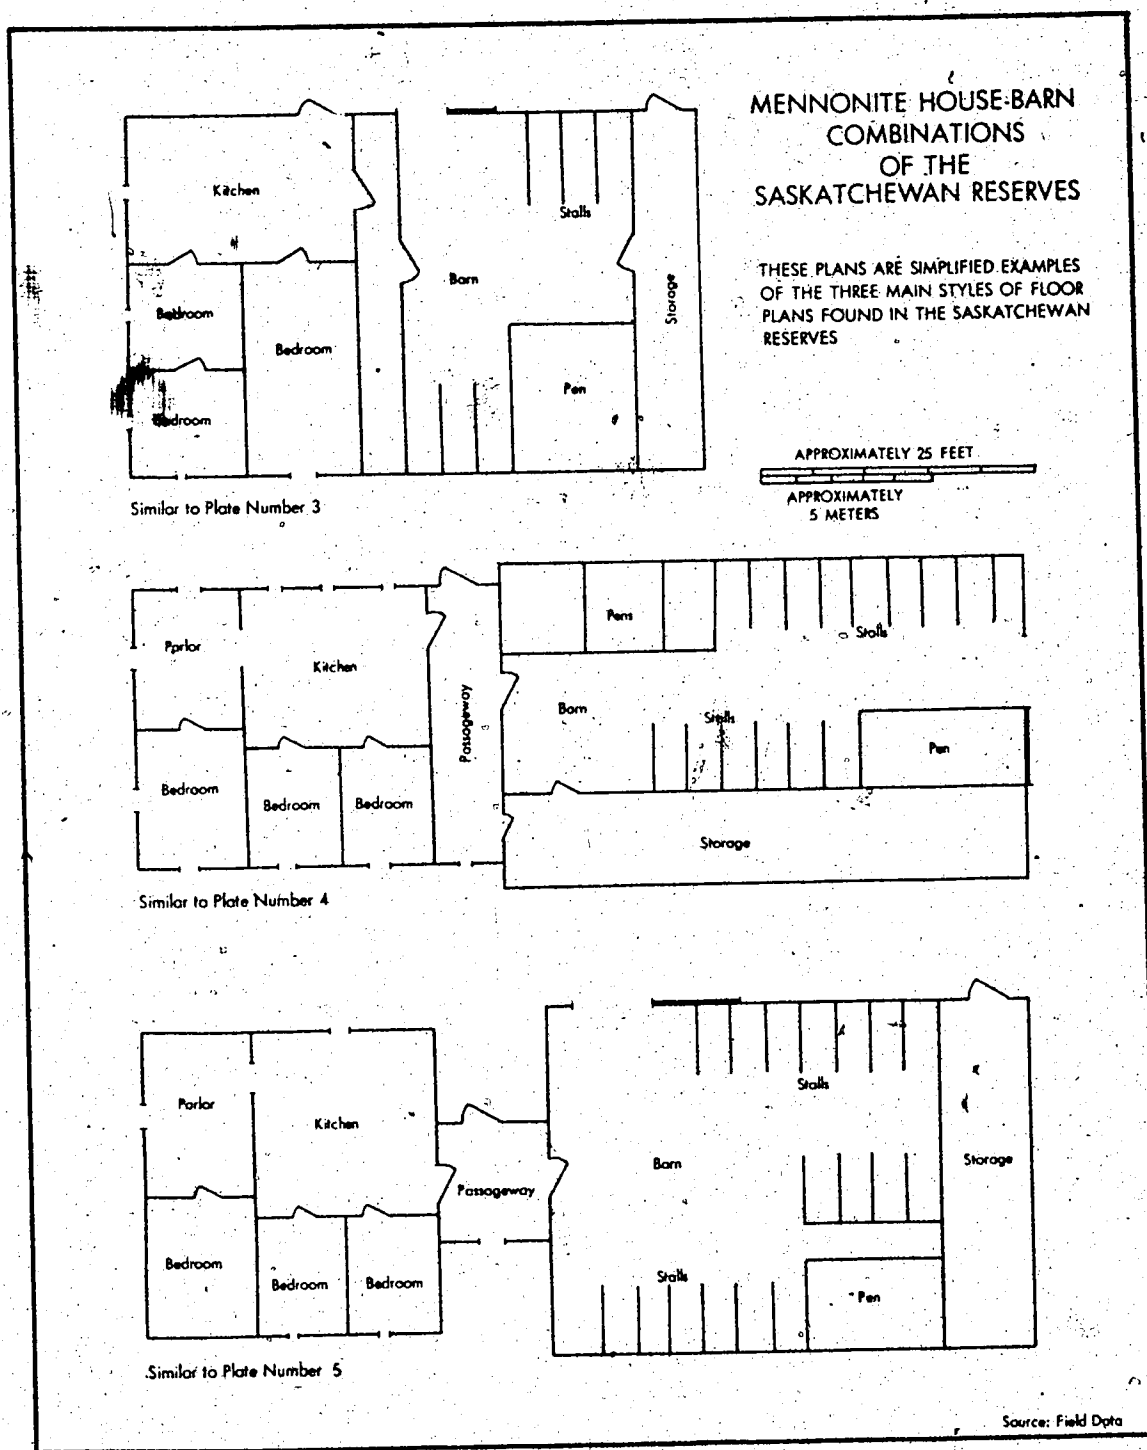 MENNONITE HOUSE-BARN
COMBINATIONS
OF THE
SASKATCHEWAN RESERVES
THESE PLANS ARE SIMPLIFIED EXAMPLES
OF THE THREE MAIN STYLES OF FLOOR
PLANS FOUND IN THE SASKATCHEWAN
RESERVES
APPROXIMATELY 25 FEET
APPROXIMATELY
5 METERS
Kitchen
Stalls
Barn
Storage
Bedroom
Bedroom
Pen
Bedroom
Similar to Plate Number 3
Pens
Stalls
Parlor
Kitchen
Passageway
Barn
Stalls
Pen
Bedroom
Bedroom
Bedroom
Storage
Similar to Plate Number 4
Stalls
Parlor
Kitchen
Barn
Storage
Passageway
Bedroom
Bedroom
Bedroom
Stalls
Pen
Similar to Plate Number 5
Source: Field Data